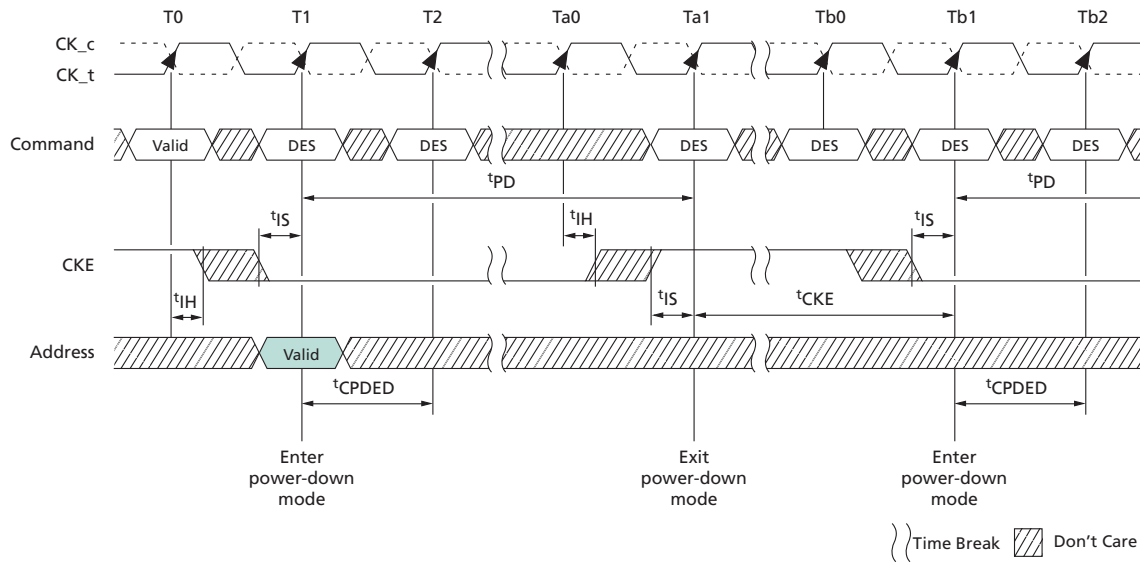 T0 T1 T2 Ta0 Ta1 Tb0 Tb1 Tb2
CK_c
CK_t
Command Valid DES DES DES DES DES DES
tPD tPD
tIS tIH tIS
CKE
tIH tIS tCKE
Address Valid
tCPDED tCPDED
Enter power-down mode
Exit power-down mode
Enter power-down mode
Time Break Don't Care